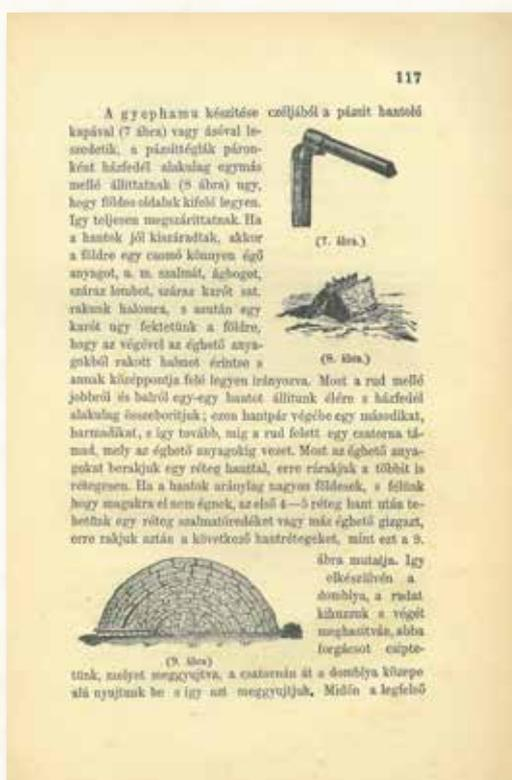 117
A gyephamu készitése czéljából a pázsit hantoló
kapával (7 ábra) vagy ásóval le-
szedetik, a pázsittéglák páron-
ként házfedél alakulag egymás
mellé állittatnak (8 ábra) ugy,
hogy földes oldaluk kifelé legyen.
Igy teljesen megszárittatnak. Ha
a hantok jól kiszáradtak, akkor
a földre egy csomó könnyen égő
anyagot, u. m. szalmát, ágboget,
száraz lombot, száraz karót sat.
rakunk halomra, s azután egy
karót ugy fektetünk a földre,
hogy az végével az éghető anya-
gokból rakott halmot érintse s
(7. ábra.)
(8. ábra.)
annak középpontja felé legyen irányozva. Most a rud mellé
jobbról és balról egy-egy hantot állitunk élére s házfedél
alakulag összeboritjuk; ezen hantpár végébe egy másodikat,
harmadikat, s igy tovább, mig a rud felett egy csatorna tá-
mad, mely az éghető anyagokig vezet. Most az éghető anya-
gokat berakjuk egy réteg hanttal, erre rárakjuk a többit is
rétegesen. Ha a hantok aránylag nagyon földesek, s félünk
hogy magukra el nem égnek, az első 4—5 réteg hant után te-
hetünk egy réteg szalmatöredéket vagy más éghető gizgazt,
erre rakjuk aztán a következő hantrétegeket, mint ezt a 9.
ábra mutatja. Igy
elkészülvén a
domblya, a rudat
kihuzzuk s végét
meghasitván, abba
forgácsot csipte-
(9. ábra)
tünk, melyet meggyujtva, a csatornán át a domblya közepe
alá nyujtunk be s igy azt meggyujtjuk. Midőn a legfelső